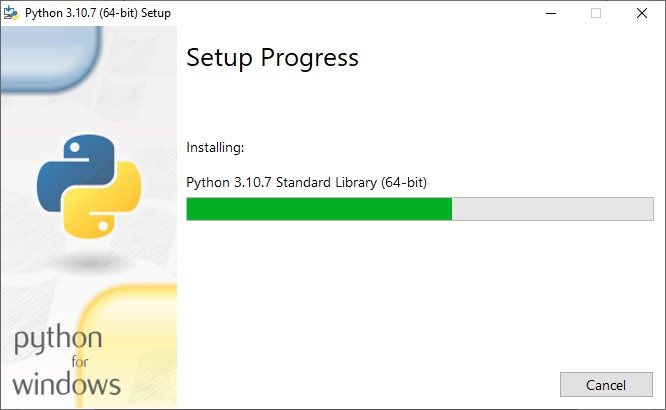 Python 3.10.7 (64-bit) Setup
Setup Progress
Installing:
Python 3.10.7 Standard Library (64-bit)
python
for
windows
Cancel